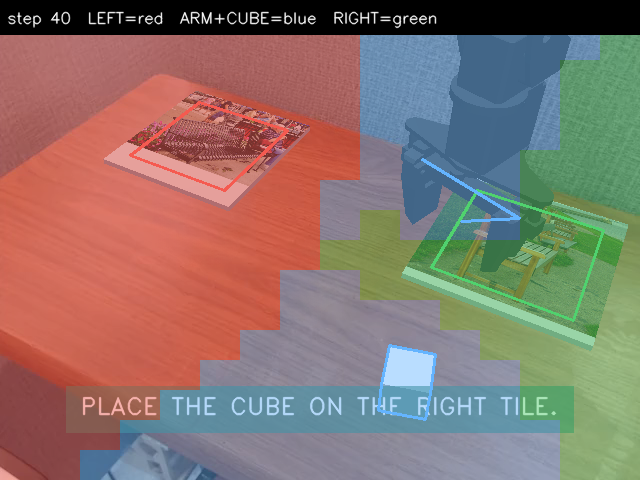 step 40 LEFT=red ARM+CUBE=blue RIGHT=green
PLACE THE CUBE ON THE RIGHT TILE.